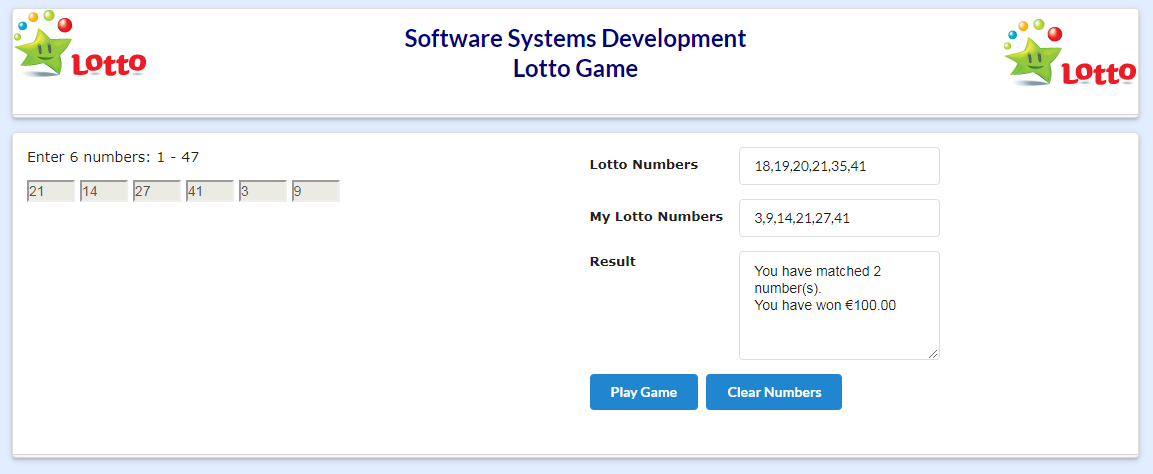 Lotto
Software Systems Development
Lotto Game
Lotto
Enter 6 numbers: 1 - 47
21 14 27 41 3 9
Lotto Numbers 18,19,20,21,35,41
My Lotto Numbers 3,9,14,21,27,41
Result
You have matched 2
number(s).
You have won €100.00
Play Game Clear Numbers